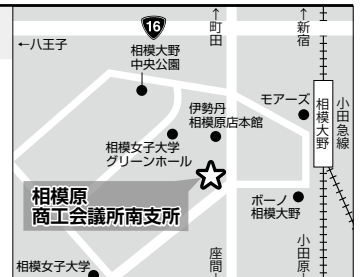 16
←八王子
↑町田
↑新宿
相模大野
中央公園
伊勢丹
相模原店本館
モアーズ
相模大野
小田急線
相模女子大学
グリーンホール
相模原
商工会議所南支所
ボーノ
相模大野
相模女子大学
座間↓
小田原↓